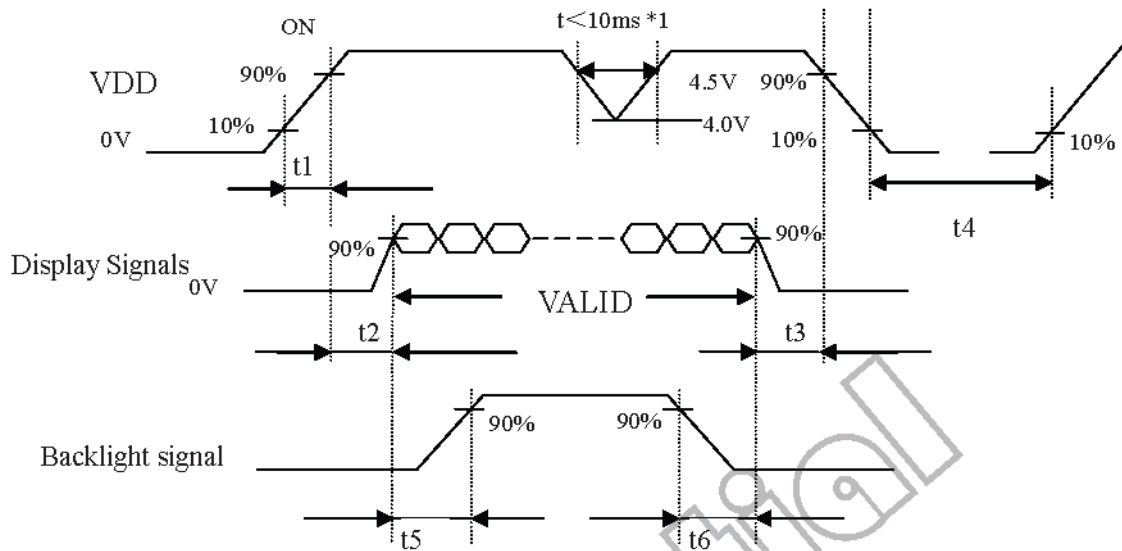 t<10ms *1
ON
VDD
90%
4.5V
90%
0V
10%
4.0V
10%
10%
t1
t4
90%
90%
Display Signals
0V
VALID
t2
t3
90%
90%
Backlight signal
t5
t6